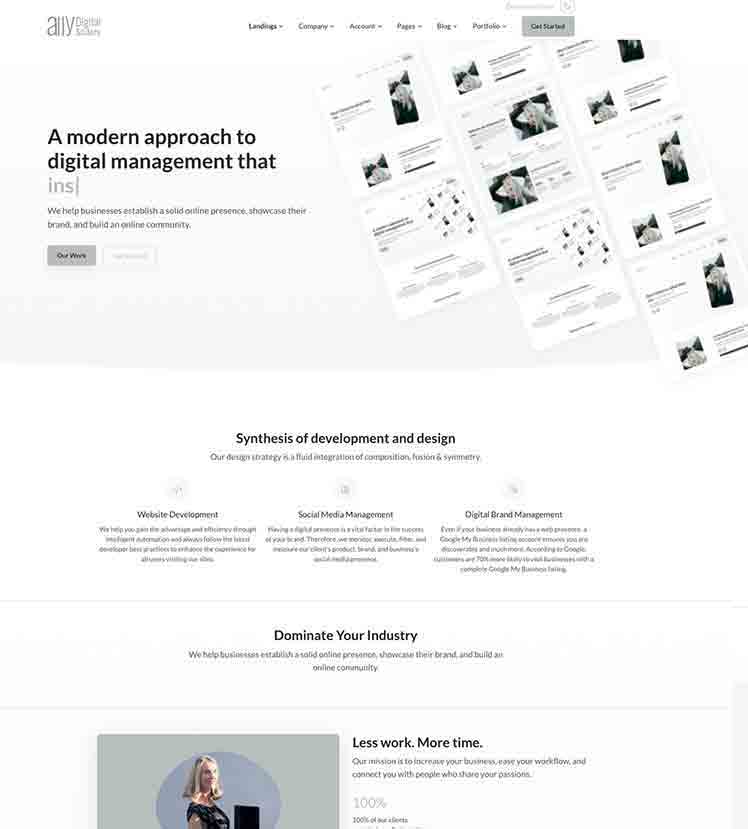 ally Digital
Landings
Company
Account
Pages
Blog
Portfolio
Get Started
A modern approach to
digital management that
ins|
We help businesses establish a solid online presence, showcase their
brand, and build an online community.
Our Work
Synthesis of development and design
Our design strategy is a fluid integration of composition, fusion & symmetry.
Website Development
We help you gain the advantage and efficiency through
intelligent automation and always follow the latest
developer best practices to enhance the experience for
all users visiting our sites.
Social Media Management
Having a digital presence is a vital factor in the success
of your brand. Therefore, we monitor, execute, filter, and
measure our client's product, brand, and business's
social media presence.
Digital Brand Management
Even if your business already has a web presence, a
Google My Business listing account ensures you are
discoverable and much more. According to Google,
customers are 70% more likely to visit businesses with a
complete Google My Business listing.
Dominate Your Industry
We help businesses establish a solid online presence, showcase their brand, and build an
online community.
Less work. More time.
Our mission is to increase your business, ease your workflow, and
connect you with people who share your passions.
100%
100% of our clients